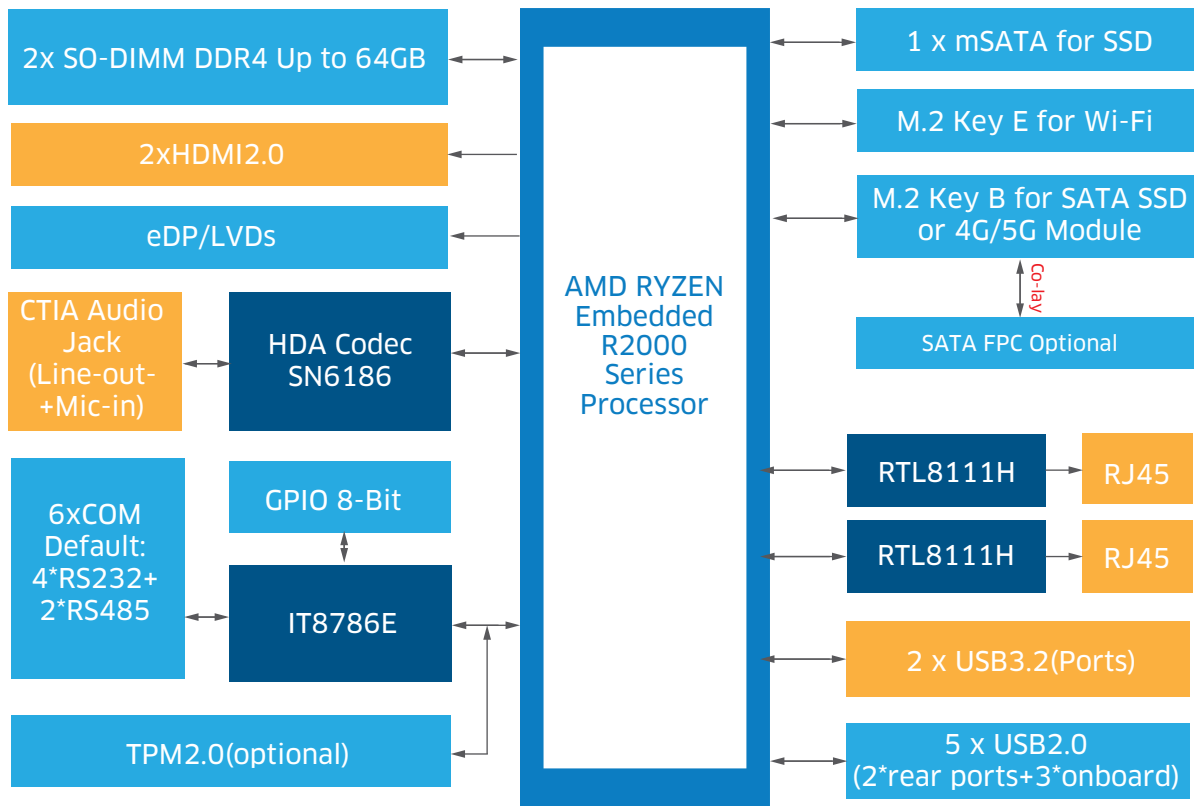 2x SO-DIMM DDR4 Up to 64GB
2xHDMI2.0
eDP/LVDs
CTIA Audio
Jack
(Line-out-
+Mic-in)
HDA Codec
SN6186
6xCOM
Default:
4*RS232+
2*RS485
GPIO 8-Bit
IT8786E
TPM2.0(optional)
AMD RYZEN
Embedded
R2000
Series
Processor
1 x mSATA for SSD
M.2 Key E for Wi-Fi
M.2 Key B for SATA SSD
or 4G/5G Module
Co-lay
SATA FPC Optional
RTL8111H
RJ45
RTL8111H
RJ45
2 x USB3.2(Ports)
5 x USB2.0
(2*rear ports+3*onboard)